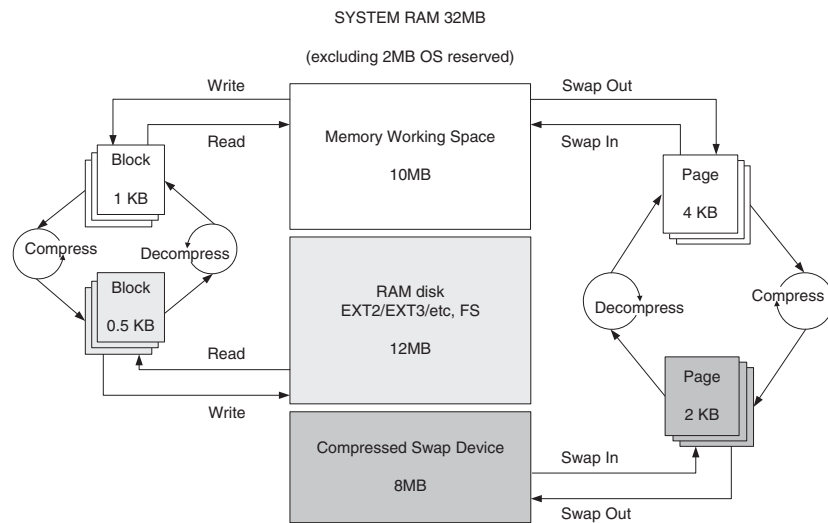 SYSTEM RAM 32MB
(excluding 2MB OS reserved)
Write
Swap Out
Read
Memory Working Space
Swap In
10MB
Block
1 KB
Page
4 KB
Compress
Decompress
Block
0.5 KB
RAM disk
EXT2/EXT3/etc, FS
12MB
Decompress
Compress
Read
Write
Page
2 KB
Compressed Swap Device
8MB
Swap In
Swap Out